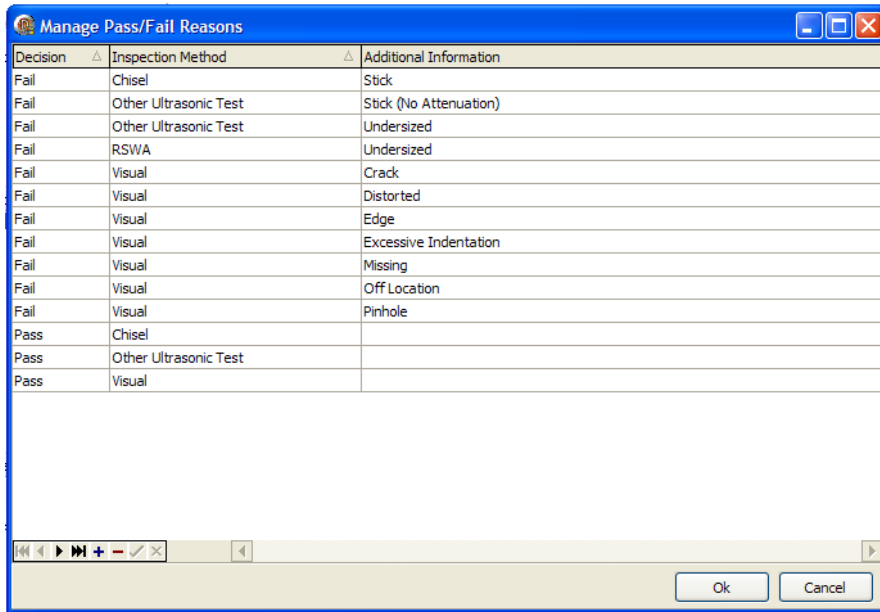 Manage Pass/Fail Reasons
Decision Inspection Method Additional Information
Fail Chisel Stick
Fail Other Ultrasonic Test Stick (No Attenuation)
Fail Other Ultrasonic Test Undersized
Fail RSWA Undersized
Fail Visual Crack
Fail Visual Distorted
Fail Visual Edge
Fail Visual Excessive Indentation
Fail Visual Missing
Fail Visual Off Location
Fail Visual Pinhole
Pass Chisel
Pass Other Ultrasonic Test
Pass Visual
Ok Cancel